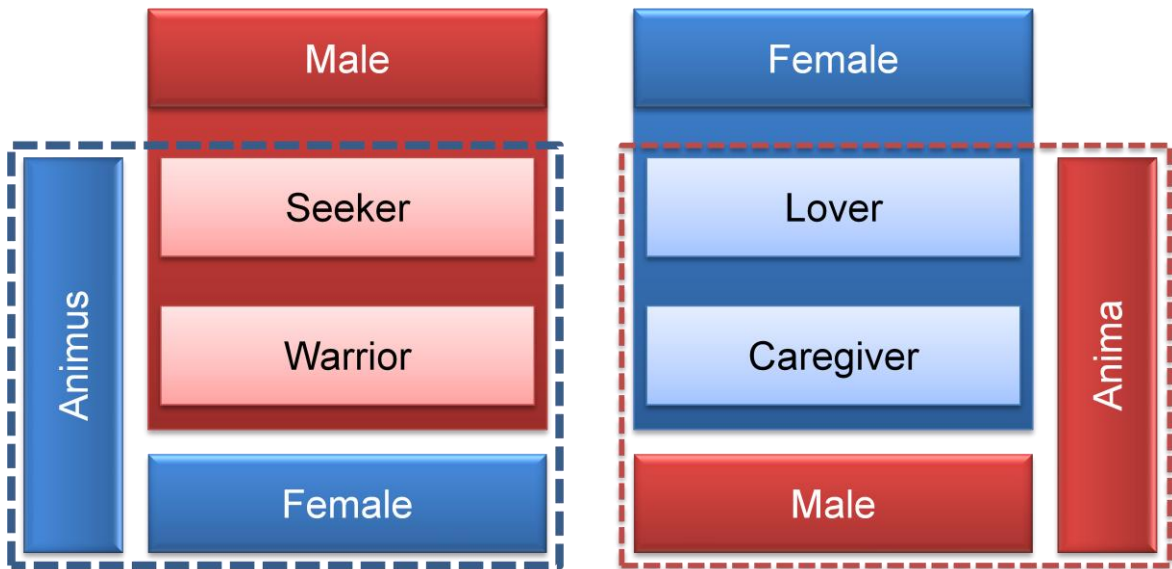 Male
Female
Seeker
Lover
Animus
Warrior
Caregiver
Anima
Female
Male